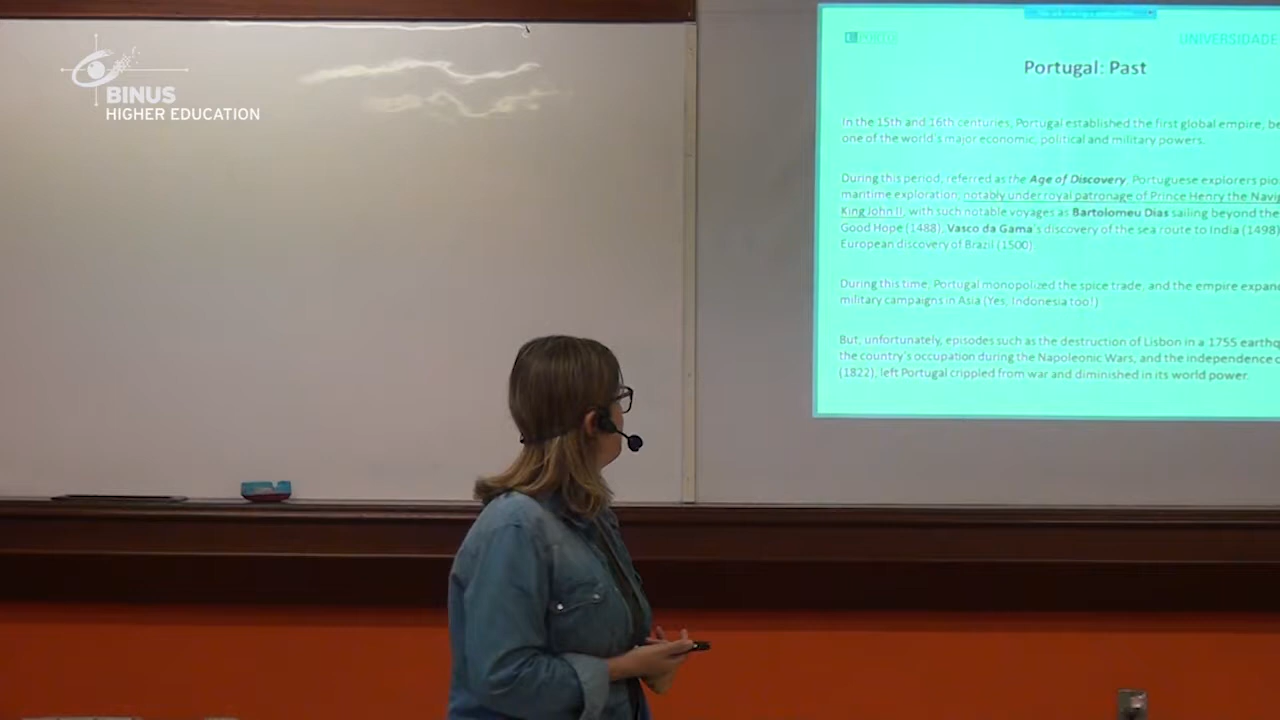 BINUS
HIGHER EDUCATION
U.PORTO
UNIVERSIDADE
Portugal: Past
In the 15th and 16th centuries, Portugal established the first global empire,
one of the world's major economic, political and military powers.
During this period, referred as the Age of Discovery, Portuguese explorers
maritime exploration, notably under royal patronage of Prince Henry the
King John II, with such notable voyages as Bartolomeu Dias sailing beyond the
Good Hope (1488), Vasco da Gama's discovery of the sea route to India (1498)
European discovery of Brazil (1500).
During this time, Portugal monopolized the spice trade, and the empire
military campaigns in Asia (Yes, Indonesia too!)
But, unfortunately, episodes such as the destruction of Lisbon in a 1755
the country's occupation during the Napoleonic Wars, and the independence
(1822), left Portugal crippled from war and diminished in its world power.